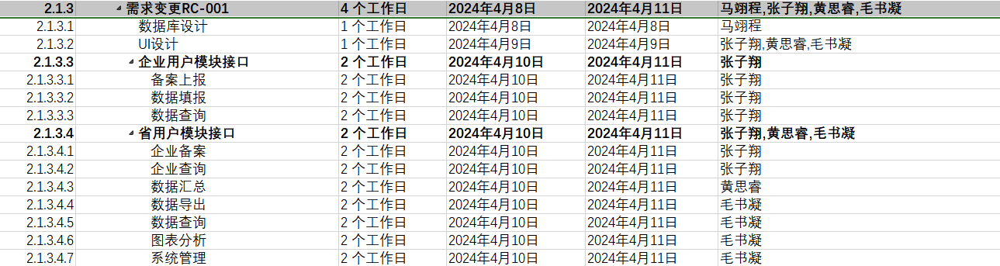 2.1.3 需求变更RC-001 4 个工作日 2024年4月8日 2024年4月11日 马翊程,张子翔,黄思睿,毛书凝
2.1.3.1 数据库设计 1 个工作日 2024年4月8日 2024年4月8日 马翊程
2.1.3.2 UI设计 1 个工作日 2024年4月9日 2024年4月9日 张子翔,黄思睿,毛书凝
2.1.3.3 企业用户模块接口 2 个工作日 2024年4月10日 2024年4月11日 张子翔
2.1.3.3.1 备案上报 2 个工作日 2024年4月10日 2024年4月11日 张子翔
2.1.3.3.2 数据填报 2 个工作日 2024年4月10日 2024年4月11日 张子翔
2.1.3.3.3 数据查询 2 个工作日 2024年4月10日 2024年4月11日 张子翔
2.1.3.4 省用户模块接口 2 个工作日 2024年4月10日 2024年4月11日 张子翔,黄思睿,毛书凝
2.1.3.4.1 企业备案 2 个工作日 2024年4月10日 2024年4月11日 张子翔
2.1.3.4.2 企业查询 2 个工作日 2024年4月10日 2024年4月11日 张子翔
2.1.3.4.3 数据汇总 2 个工作日 2024年4月10日 2024年4月11日 黄思睿
2.1.3.4.4 数据导出 2 个工作日 2024年4月10日 2024年4月11日 毛书凝
2.1.3.4.5 数据查询 2 个工作日 2024年4月10日 2024年4月11日 毛书凝
2.1.3.4.6 图表分析 2 个工作日 2024年4月10日 2024年4月11日 毛书凝
2.1.3.4.7 系统管理 2 个工作日 2024年4月10日 2024年4月11日 毛书凝